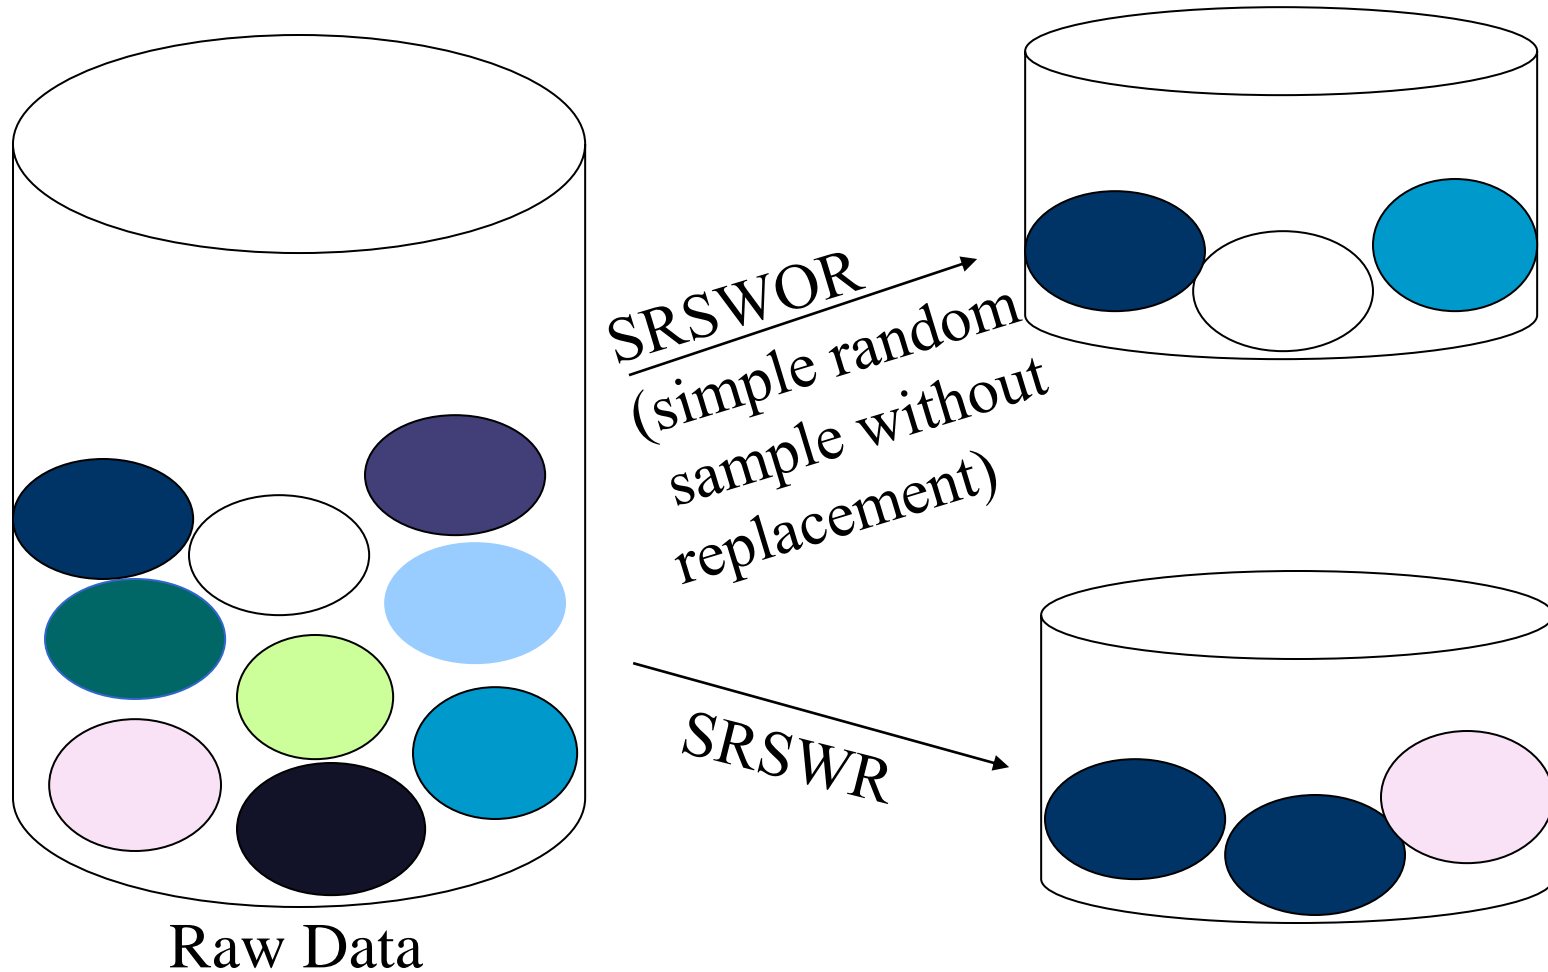 SRSWOR
(simple random
sample without
replacement)
SRSWR
Raw Data